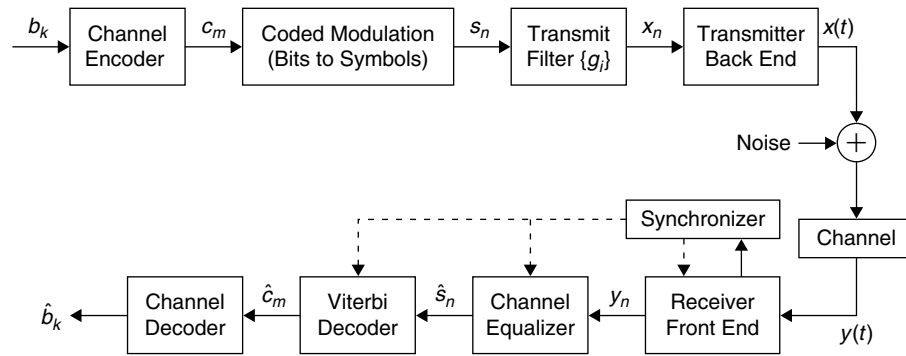 b_k
Channel
Encoder
c_m
Coded Modulation
(Bits to Symbols)
s_n
Transmit
Filter {g_i}
x_n
Transmitter
Back End
x(t)
Noise
+
Synchronizer
Channel
b̂_k
Channel
Decoder
ĉ_m
Viterbi
Decoder
ŝ_n
Channel
Equalizer
y_n
Receiver
Front End
y(t)